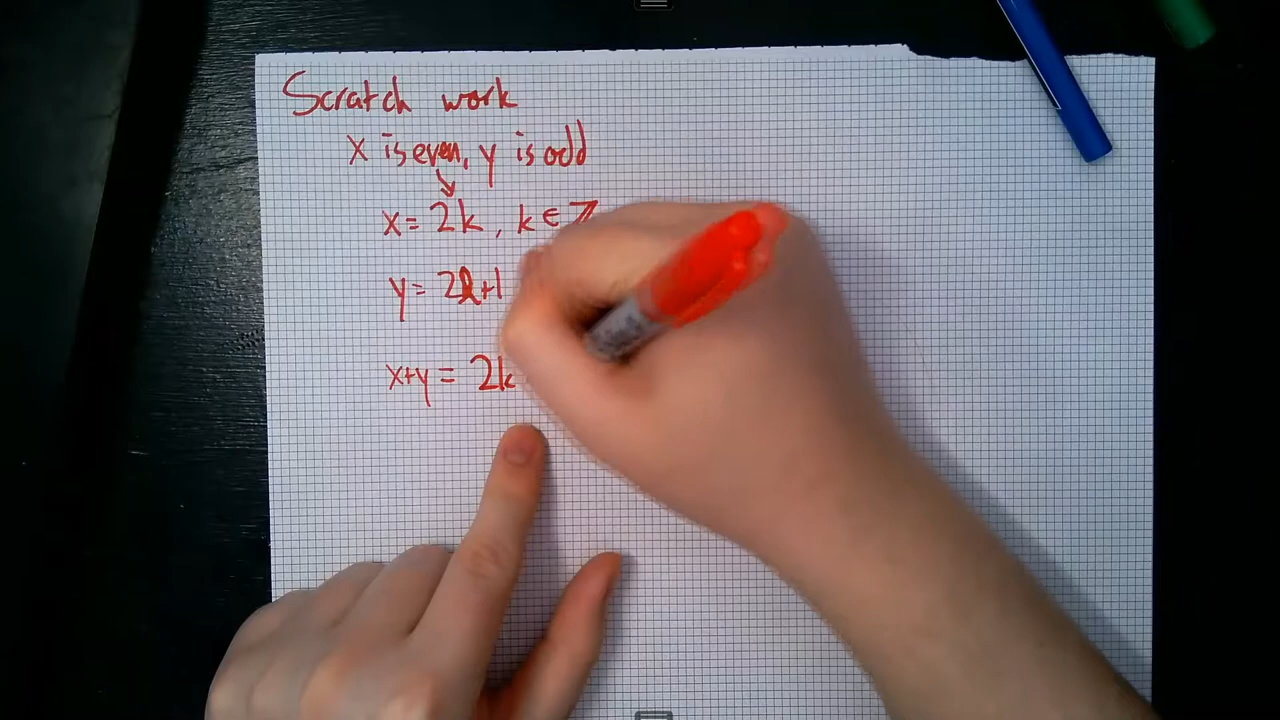 Scratch work
x is even, y is odd
x = 2k, k ∈ ℤ
y = 2l+1
x+y = 2k